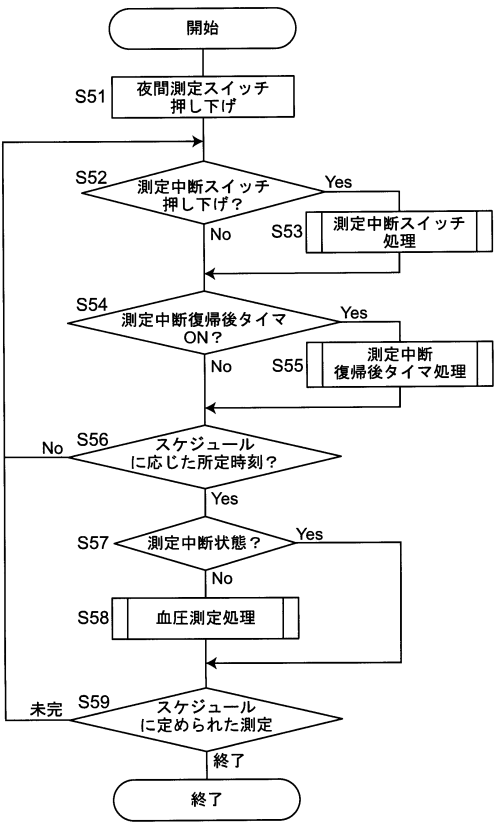 開始
S51
夜間測定スイッチ
押し下げ
S52
測定中断スイッチ
押し下げ?
Yes
No
S53
測定中断スイッチ
処理
S54
測定中断復帰後タイマ
ON?
Yes
No
S55
測定中断
復帰後タイマ処理
S56
スケジュール
に応じた所定時刻?
No
Yes
S57
測定中断状態?
Yes
No
S58
血圧測定処理
S59
スケジュール
に定められた測定
未完
終了
終了